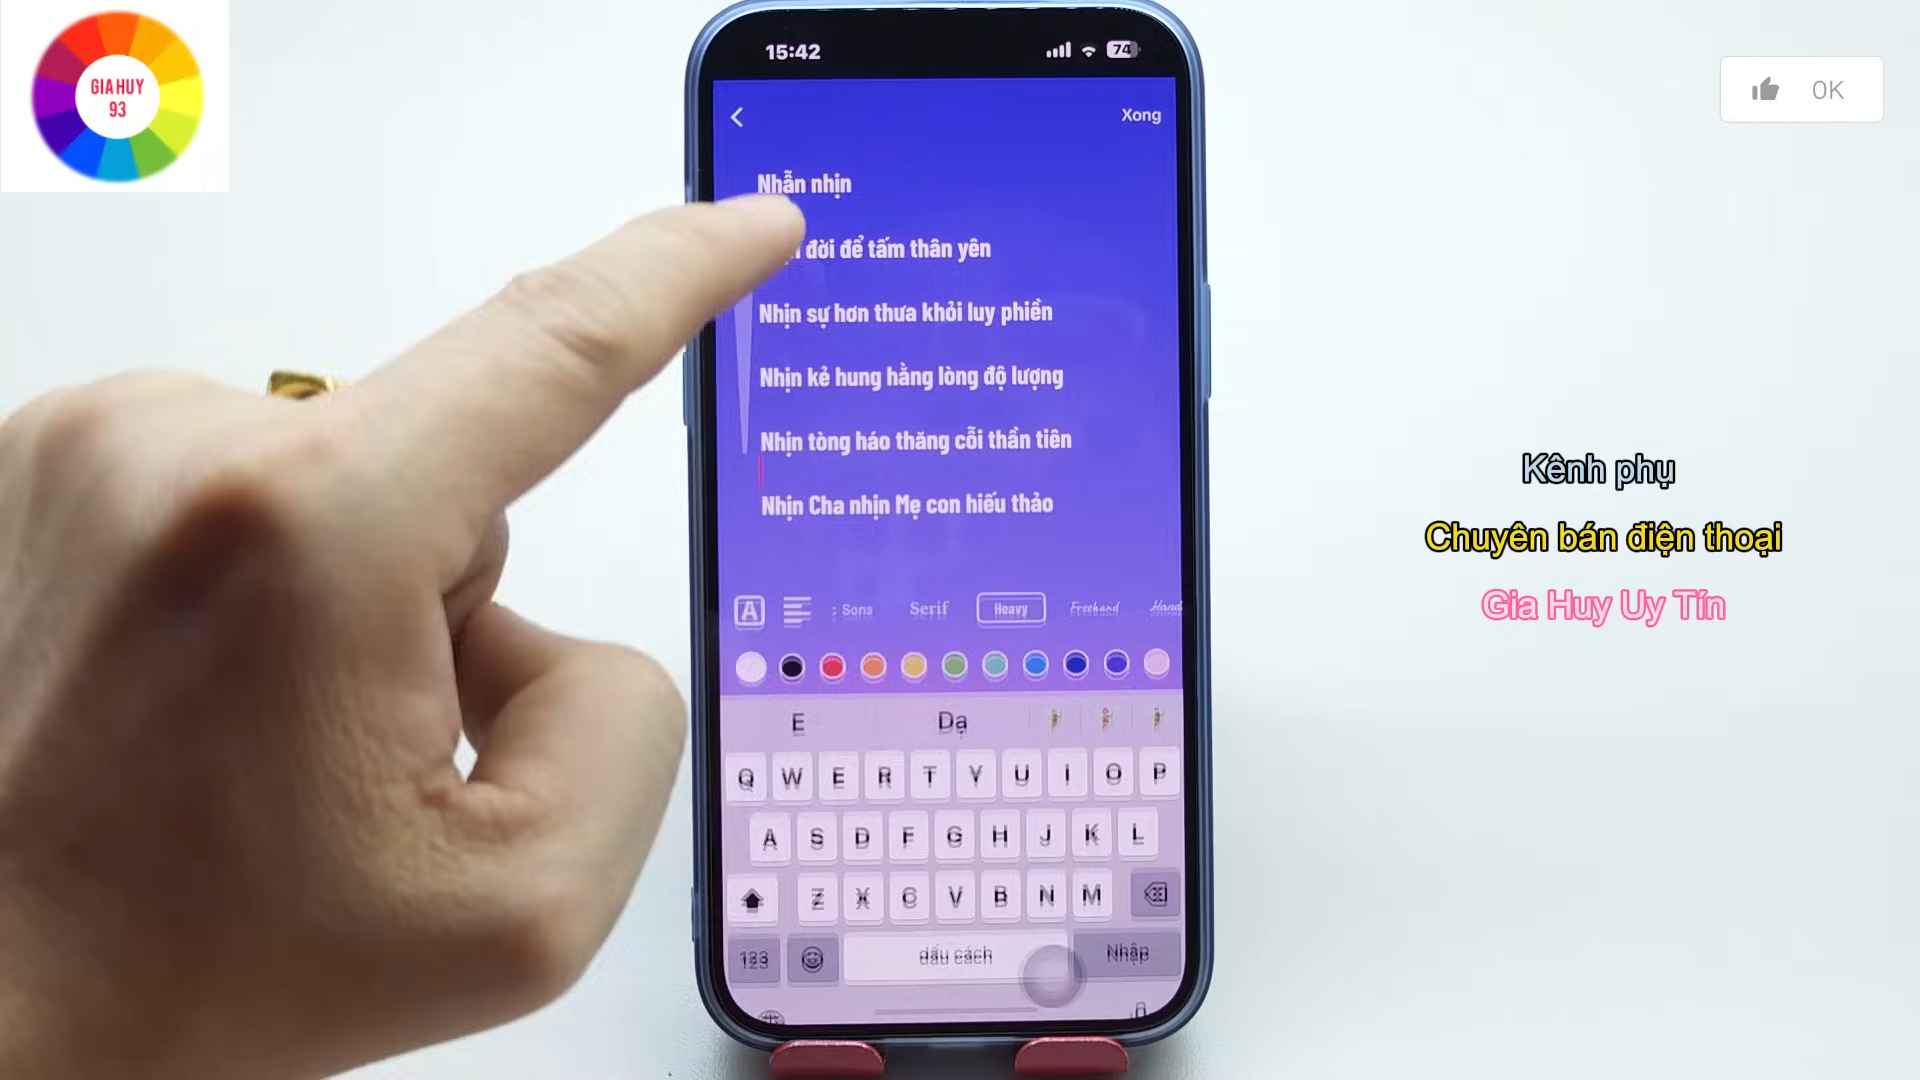 GIA HUY
93
15:42
74
0K
Xong
Nhẫn nhịn
đời để tấm thân yên
Nhịn sự hơn thua khỏi luỵ phiền
Nhịn kẻ hung hằng lòng độ lượng
Nhịn tòng háo thăng cỗi thần tiên
Nhịn Cha nhịn Mẹ con hiếu thảo
Kênh phụ
Chuyên bán điện thoại
Gia Huy Uy Tín
A Sans Serif Heavy Freehand Hand
E Dạ
Q W E R T Y U I O P
A S D F G H J K L
Z X C V B N M
123 dấu cách Nhập